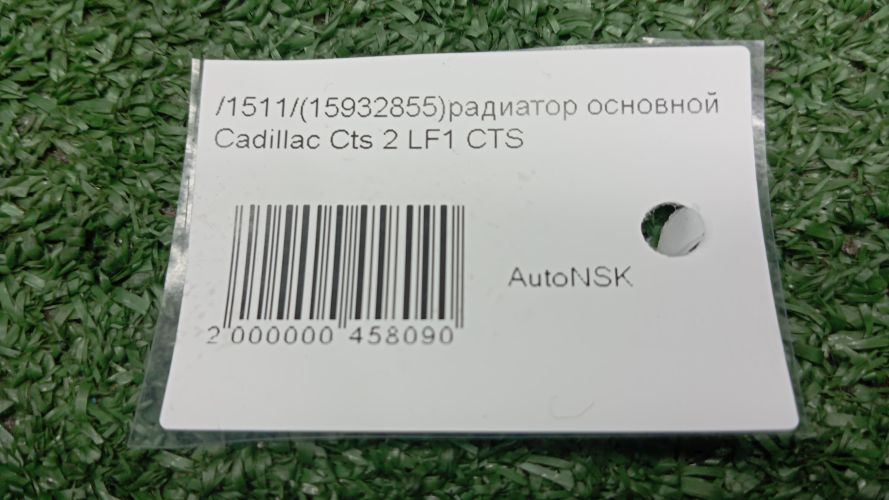 /1511/(15932855)радиатор основной
Cadillac Cts 2 LF1 CTS
AutoNSK
2 000000 458090